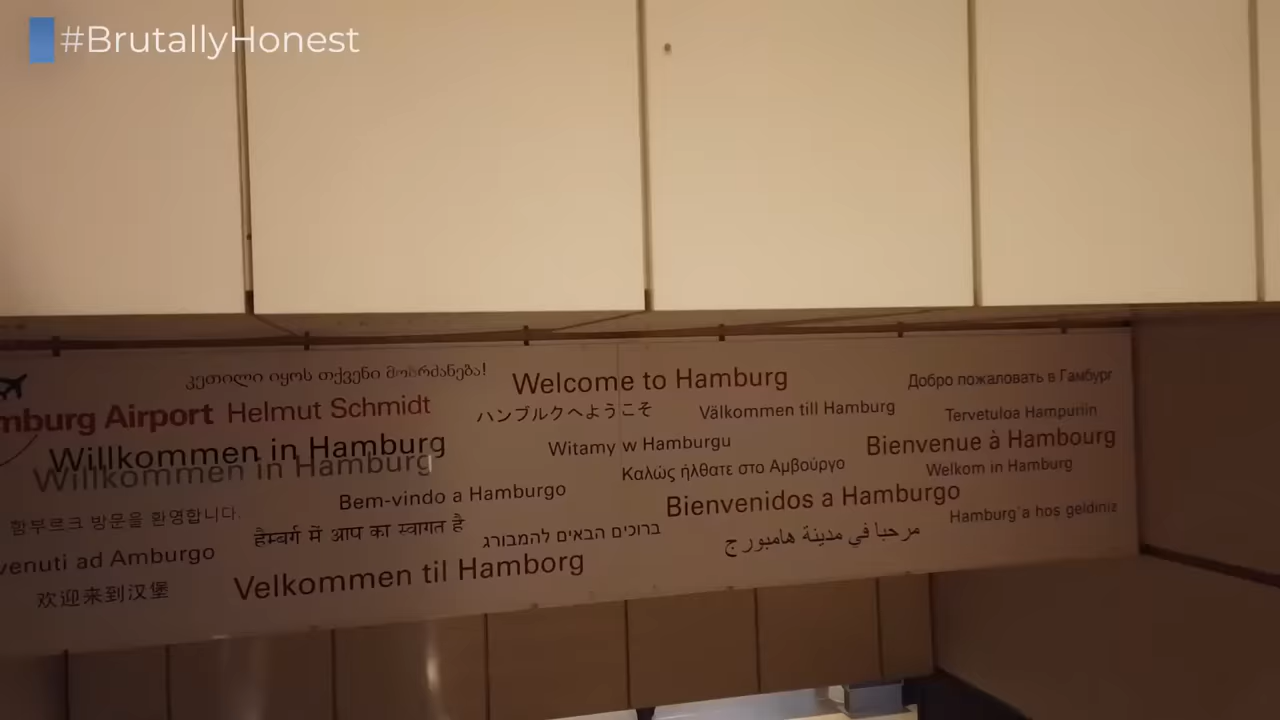 #BrutallyHonest
კეთილი იყოს თქვენი მობრძანება!
mburg Airport Helmut Schmidt
Willkommen in Hamburg
Willkommen in Hamburg
함부르크 방문을 환영합니다.
venuti ad Amburgo
欢迎来到汉堡
Bem-vindo a Hamburgo
हैम्बर्ग में आप का स्वागत है
Velkommen til Hamborg
Welcome to Hamburg
ハンブルクへようこそ
Välkommen till Hamburg
Witamy w Hamburgu
Καλώς ήλθατε στο Αμβούργο
ברוכים הבאים להמבורג
Bienvenidos a Hamburgo
مرحبا في مدينة هامبورج
Добро пожаловать в Гамбург
Tervetuloa Hampuriin
Bienvenue à Hambourg
Welkom in Hamburg
Hamburg'a hoş geldiniz